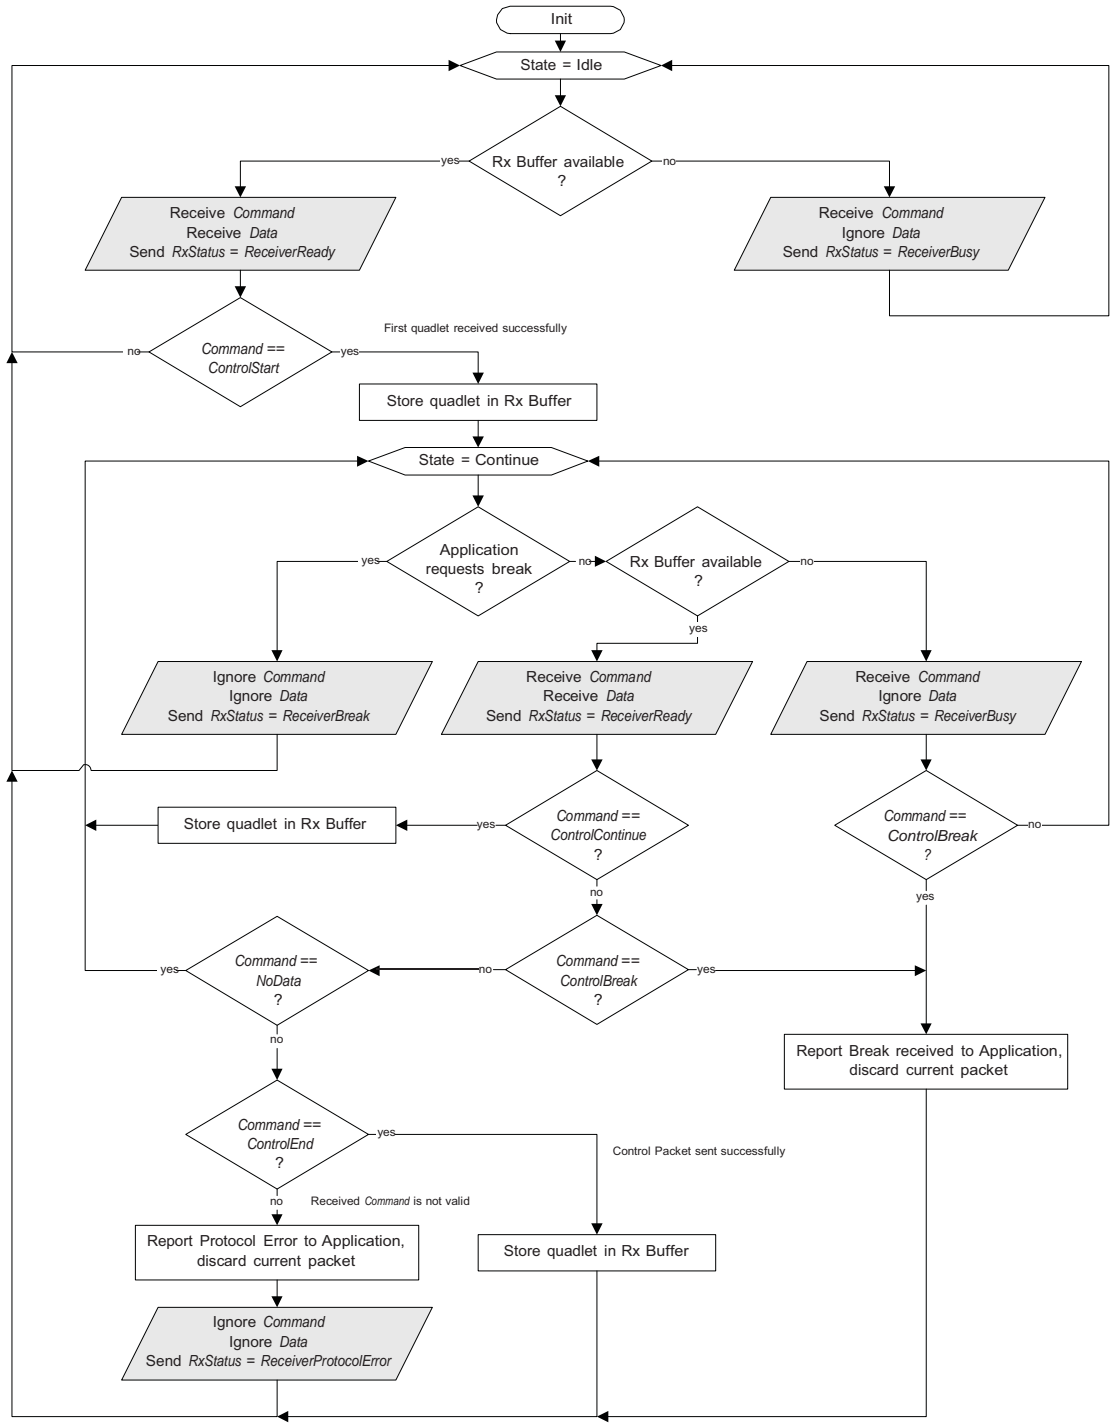 Init
State = Idle
Rx Buffer available
?
yes
no
Receive Command
Receive Data
Send RxStatus = ReceiverReady
Receive Command
Ignore Data
Send RxStatus = ReceiverBusy
First quadlet received successfully
Command ==
ControlStart
no
yes
Store quadlet in Rx Buffer
State = Continue
Application
requests break
?
yes
no
Rx Buffer available
?
no
yes
Ignore Command
Ignore Data
Send RxStatus = ReceiverBreak
Receive Command
Receive Data
Send RxStatus = ReceiverReady
Receive Command
Ignore Data
Send RxStatus = ReceiverBusy
Store quadlet in Rx Buffer
yes
Command ==
ControlContinue
?
no
Command ==
ControlBreak
?
no
yes
Command ==
NoData
?
yes
no
Command ==
ControlBreak
?
no
yes
Report Break received to Application,
discard current packet
Command ==
ControlEnd
?
yes
Control Packet sent successfully
no
Received Command is not valid
Report Protocol Error to Application,
discard current packet
Store quadlet in Rx Buffer
Ignore Command
Ignore Data
Send RxStatus = ReceiverProtocolError